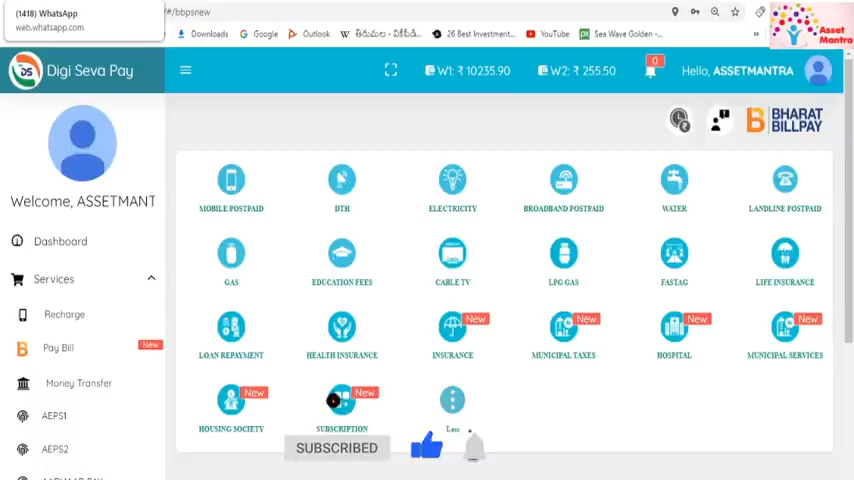 (1418) WhatsApp
web.whatsapp.com
/#/bbpsnew
Downloads
Google
Outlook
తిరుమల - వికీపీడి...
26 Best Investment...
YouTube
Sea Wave Golden -...
»
Asset
Mantra
DS
Digi Seva Pay
W1: ₹ 10235.90
W2: ₹ 255.50
0
Hello, ASSETMANTRA
BHARAT
BILLPAY
Welcome, ASSETMANT
Dashboard
Services
Recharge
Pay Bill
New
Money Transfer
AEPS1
AEPS2
MOBILE POSTPAID
DTH
ELECTRICITY
BROADBAND POSTPAID
WATER
LANDLINE POSTPAID
GAS
EDUCATION FEES
CABLE TV
LPG GAS
FASTAG
LIFE INSURANCE
New
New
New
New
LOAN REPAYMENT
HEALTH INSURANCE
INSURANCE
MUNICIPAL TAXES
HOSPITAL
MUNICIPAL SERVICES
New
New
HOUSING SOCIETY
SUBSCRIPTION
Less
SUBSCRIBED